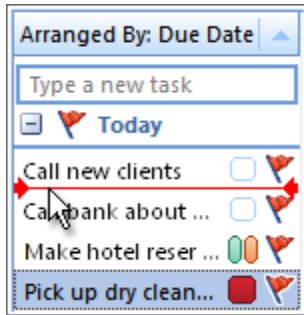 Arranged By: Due Date
Type a new task
Today
Call new clients
Call bank about ...
Make hotel reser ...
Pick up dry clean...